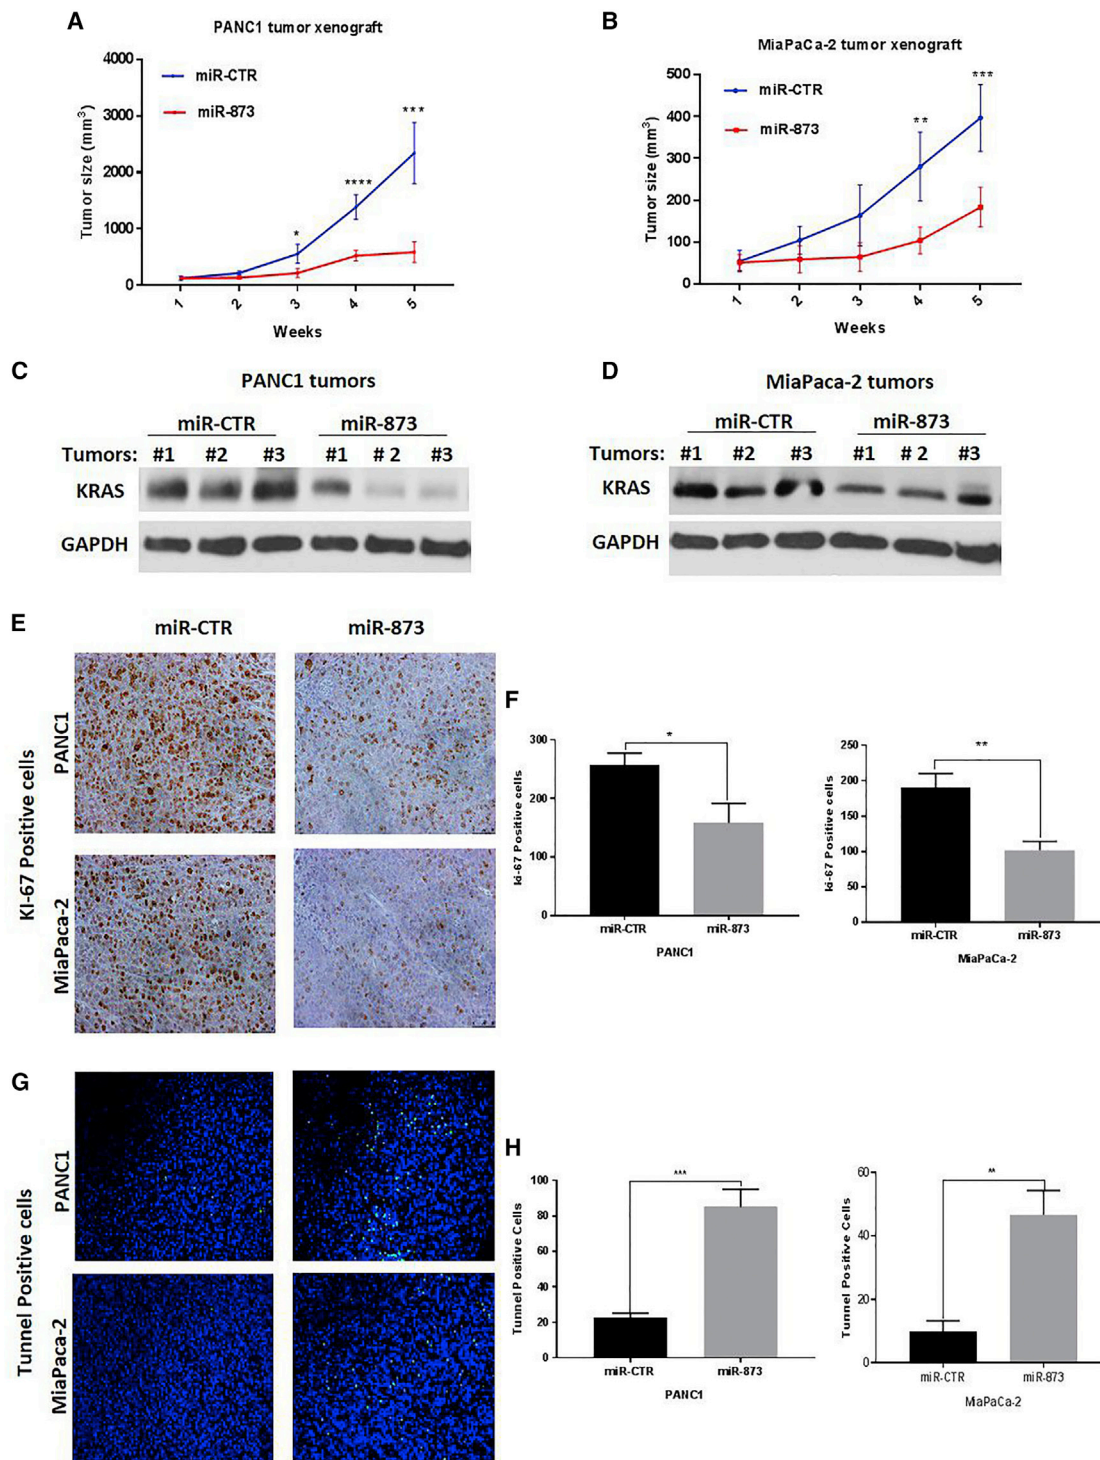 A
PANC1 tumor xenograft
Tumor size (mm3)
4000
3000
2000
1000
0
miR-CTR
miR-873
*
****
***
1 2 3 4 5
Weeks
B
MiaPaCa-2 tumor xenograft
Tumor size (mm3)
500
400
300
200
100
0
miR-CTR
miR-873
**
***
1 2 3 4 5
Weeks
C
PANC1 tumors
miR-CTR miR-873
Tumors: #1 #2 #3 #1 # 2 #3
KRAS
GAPDH
D
MiaPaca-2 tumors
miR-CTR miR-873
Tumors: #1 #2 #3 #1 # 2 #3
KRAS
GAPDH
E
miR-CTR miR-873
KI-67 Positive cells
PANC1
MiaPaca-2
F
ki-67 Positive cells
300
200
100
0
*
miR-CTR miR-873
PANC1
ki-67 Positive Cells
250
200
150
100
50
0
**
miR-CTR miR-873
MiaPaCa-2
G
Tunnel Positive cells
PANC1
MiaPaca-2
H
Tunnel Positive Cells
100
80
60
40
20
0
***
miR-CTR miR-873
PANC1
Tunnel Positive Cells
60
40
20
0
**
miR-CTR miR-873
MiaPaCa-2